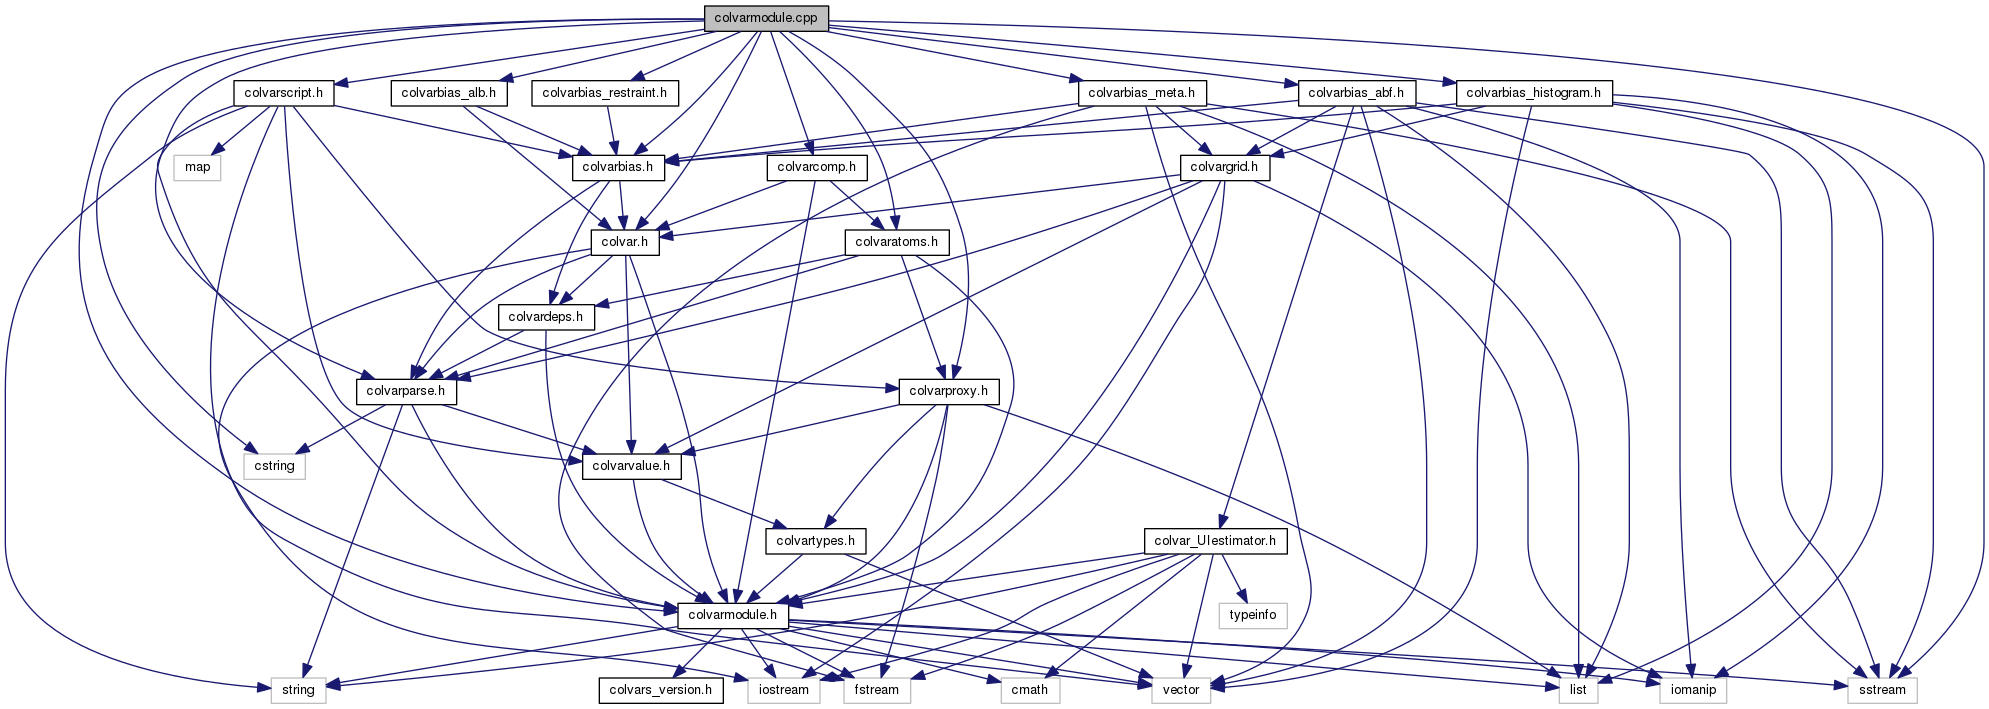 colvarmodule.cpp
colvarscript.h
colvarbias_alb.h
colvarbias_restraint.h
colvarbias_meta.h
colvarbias_abf.h
colvarbias_histogram.h
map
colvarbias.h
colvarcomp.h
colvargrid.h
colvar.h
colvaratoms.h
colvardeps.h
colvarparse.h
colvarproxy.h
cstring
colvarvalue.h
colvartypes.h
colvar_UIestimator.h
colvarmodule.h
typeinfo
string
colvars_version.h
iostream
fstream
cmath
vector
list
iomanip
sstream